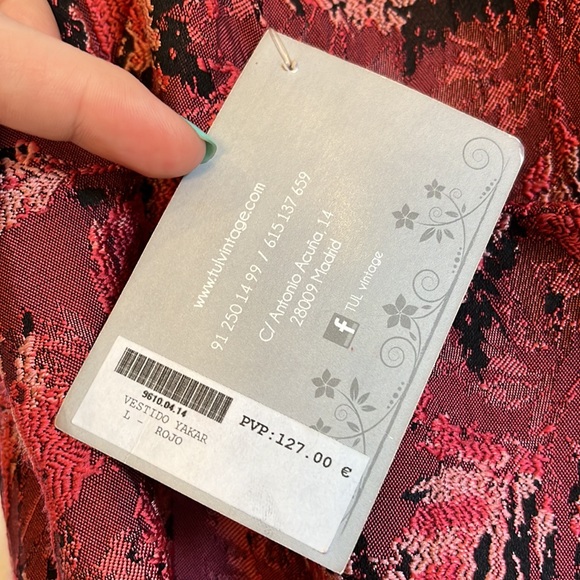 www.tulvintage.com
91 250 14 99 / 615 137 659
C/ Antonio Acuña, 14
28009 Madrid
f TUL vintage
9610.04.14
VESTIDO YAKAR
L - ROJO
PVP:127.00 €